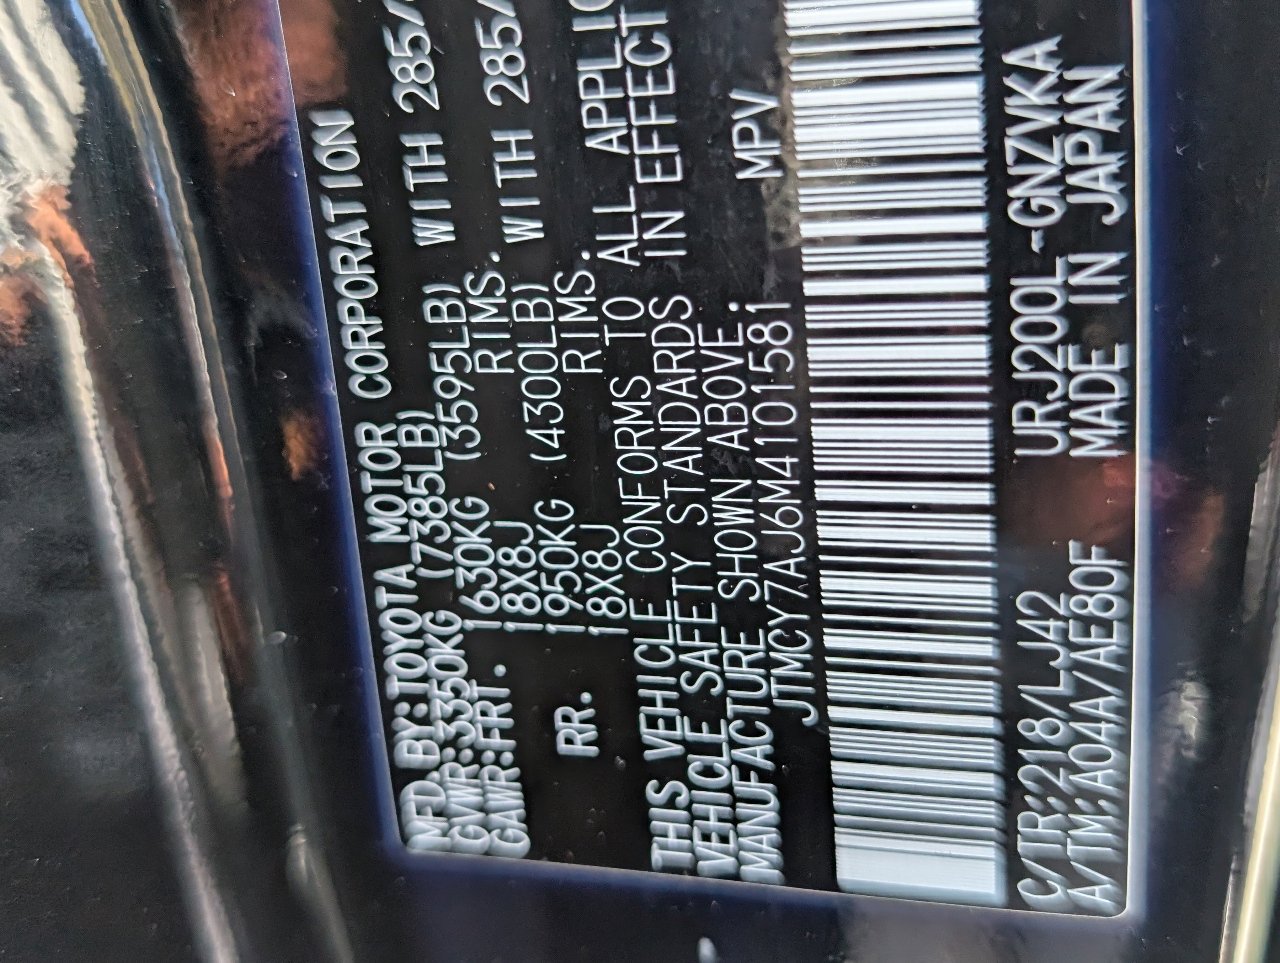 MFD. BY: TOYOTA MOTOR CORPORATION
GVWR: 3350KG (7385LB)
GAWR: FRT. 1630KG (3595LB) WITH 285/
18X8J RIMS.
RR. 1950KG (4300LB) WITH 285/
18X8J RIMS.
THIS VEHICLE CONFORMS TO ALL APPLIC
VEHICLE SAFETY STANDARDS IN EFFECT
MANUFACTURE SHOWN ABOVE.
JTMCY7AJ6M4101581 MPV
C/TR: 218/LJ42 URJ200L-GNZVKA
A/TM: A04A/AE80F MADE IN JAPAN